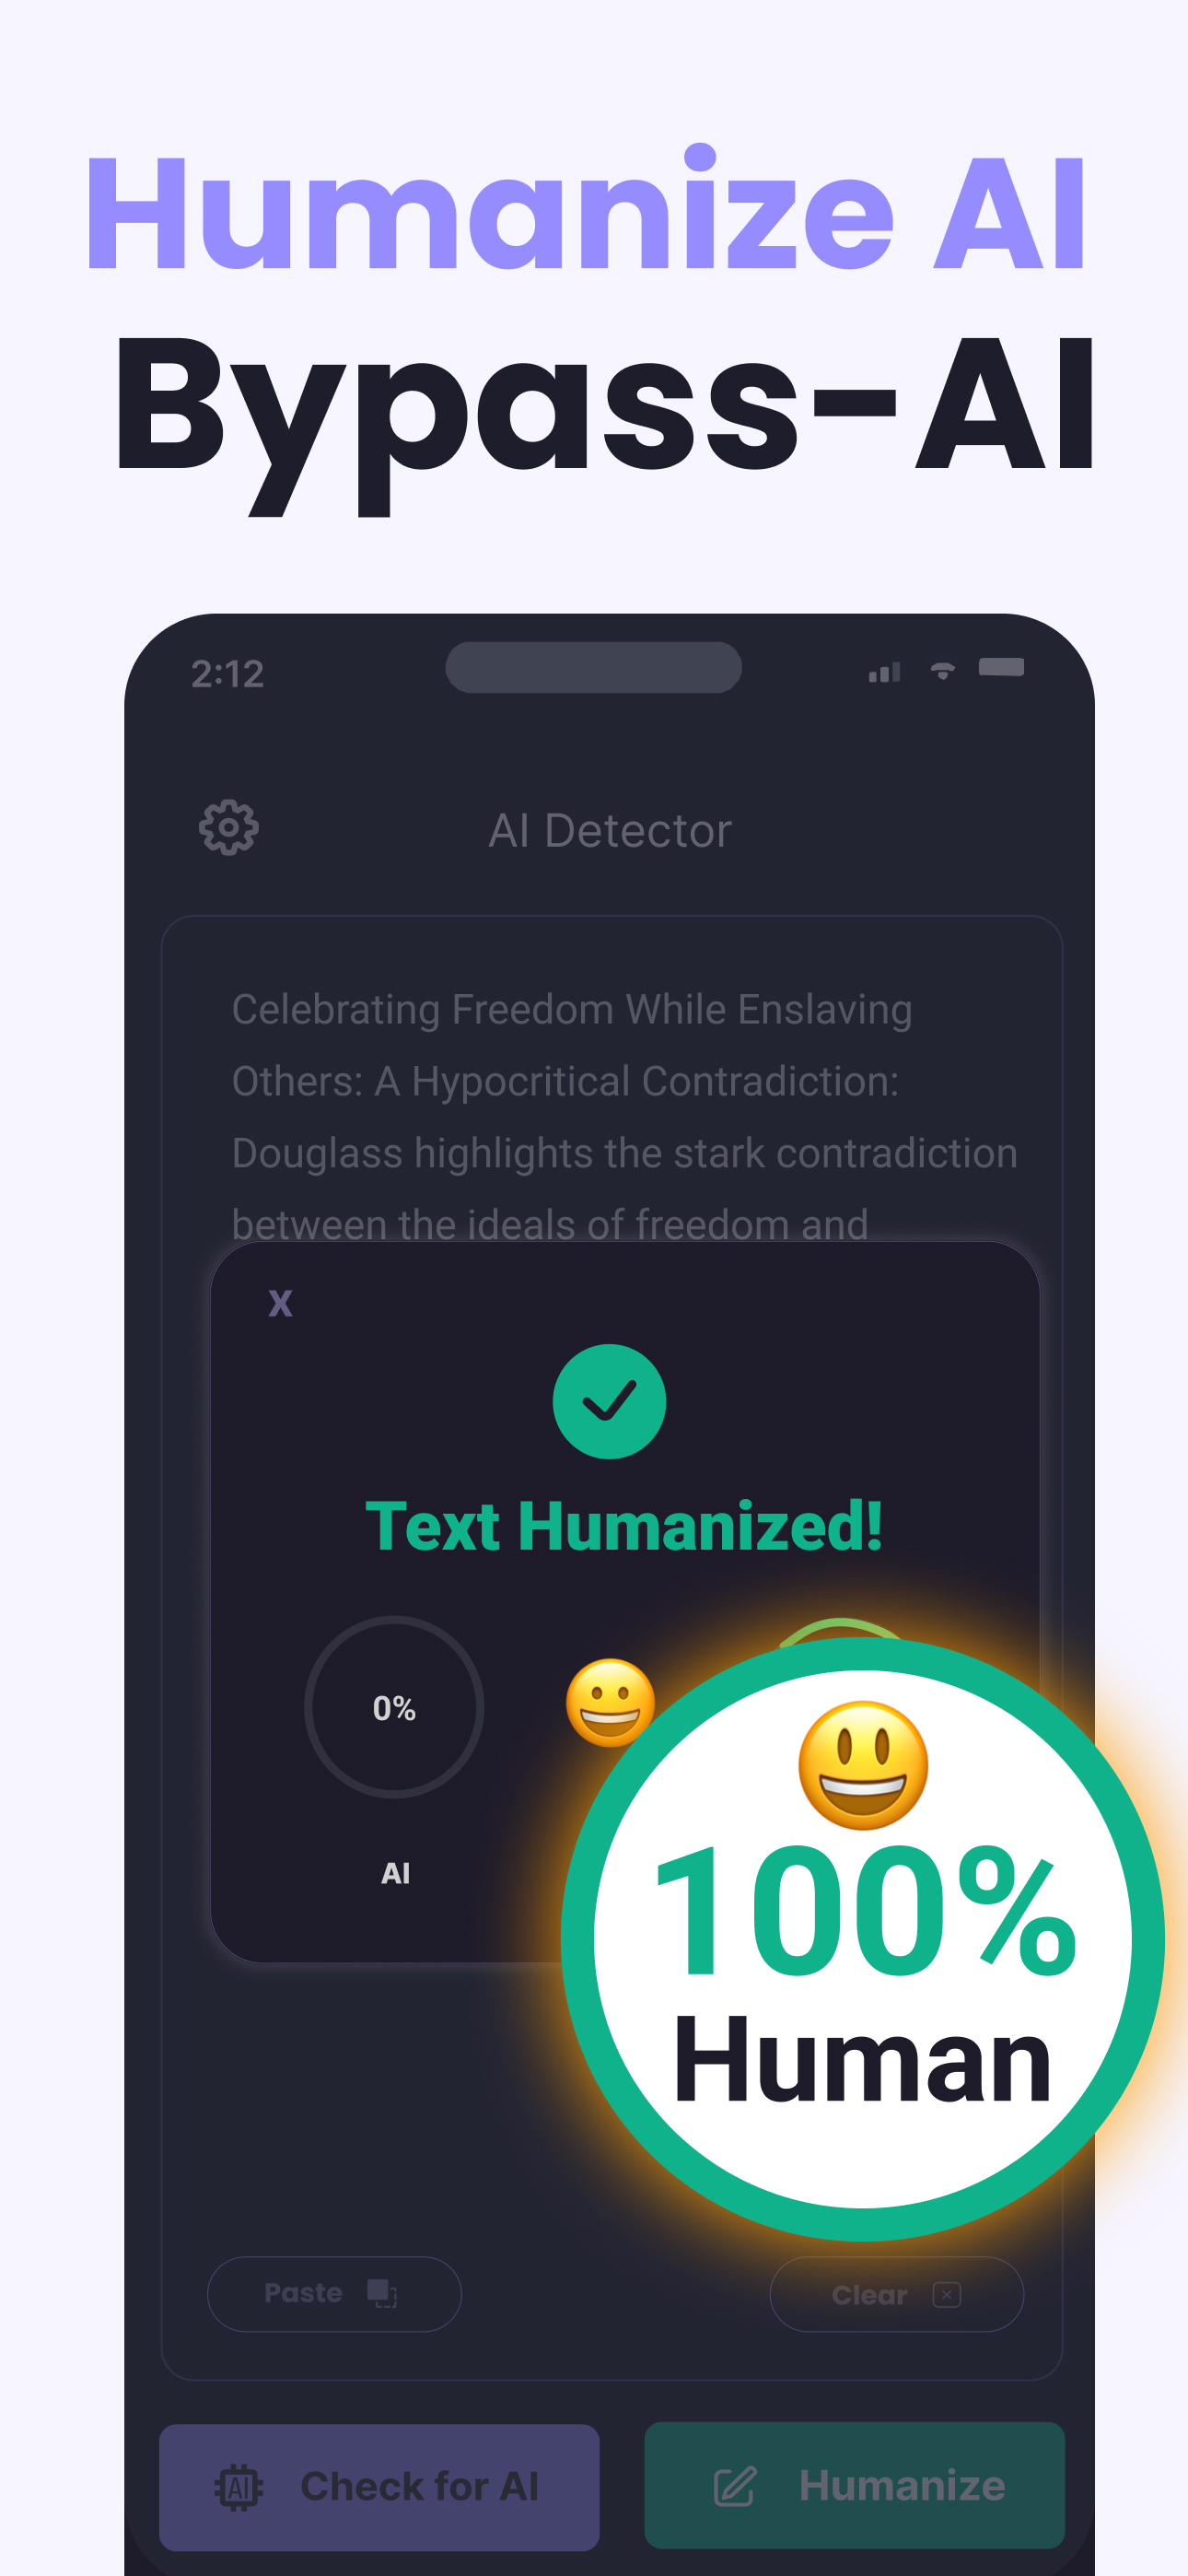 Humanize AI
Bypass-AI
2:12
AI Detector
Celebrating Freedom While Enslaving
Others: A Hypocritical Contradiction:
Douglass highlights the stark contradiction
between the ideals of freedom and
X
Text Humanized!
0%
AI
100%
Human
Paste
Clear
AI Check for AI
Humanize